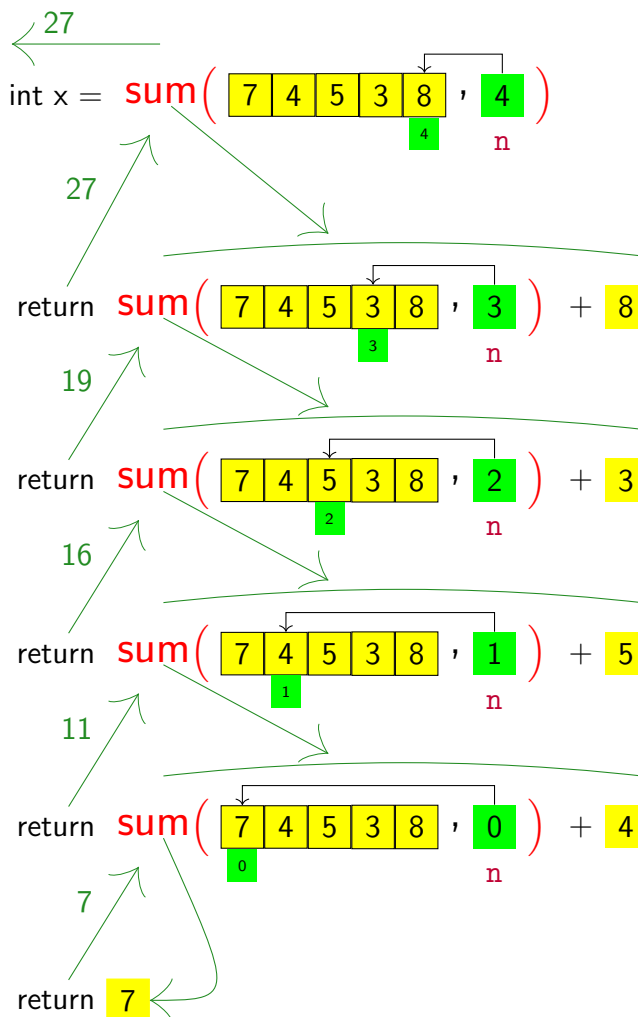 27
int x = sum( 7 4 5 3 8 , 4 )
4
n
27
return sum( 7 4 5 3 8 , 3 ) + 8
3
n
19
return sum( 7 4 5 3 8 , 2 ) + 3
2
n
16
return sum( 7 4 5 3 8 , 1 ) + 5
1
n
11
return sum( 7 4 5 3 8 , 0 ) + 4
0
n
7
return 7